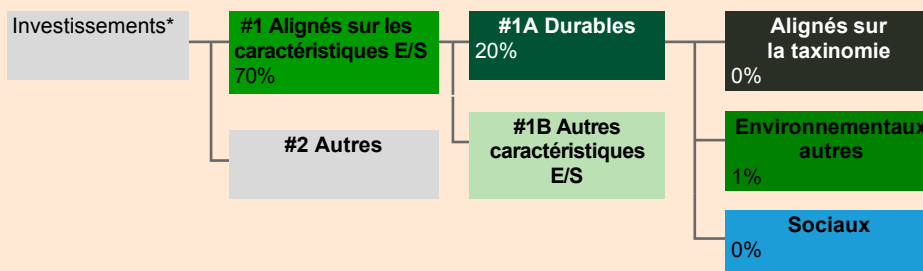 Investissements*
#1 Alignés sur les
caractéristiques E/S
70%
#2 Autres
#1A Durables
20%
#1B Autres
caractéristiques
E/S
Alignés sur
la taxinomie
0%
Environnementaux
autres
1%
Sociaux
0%